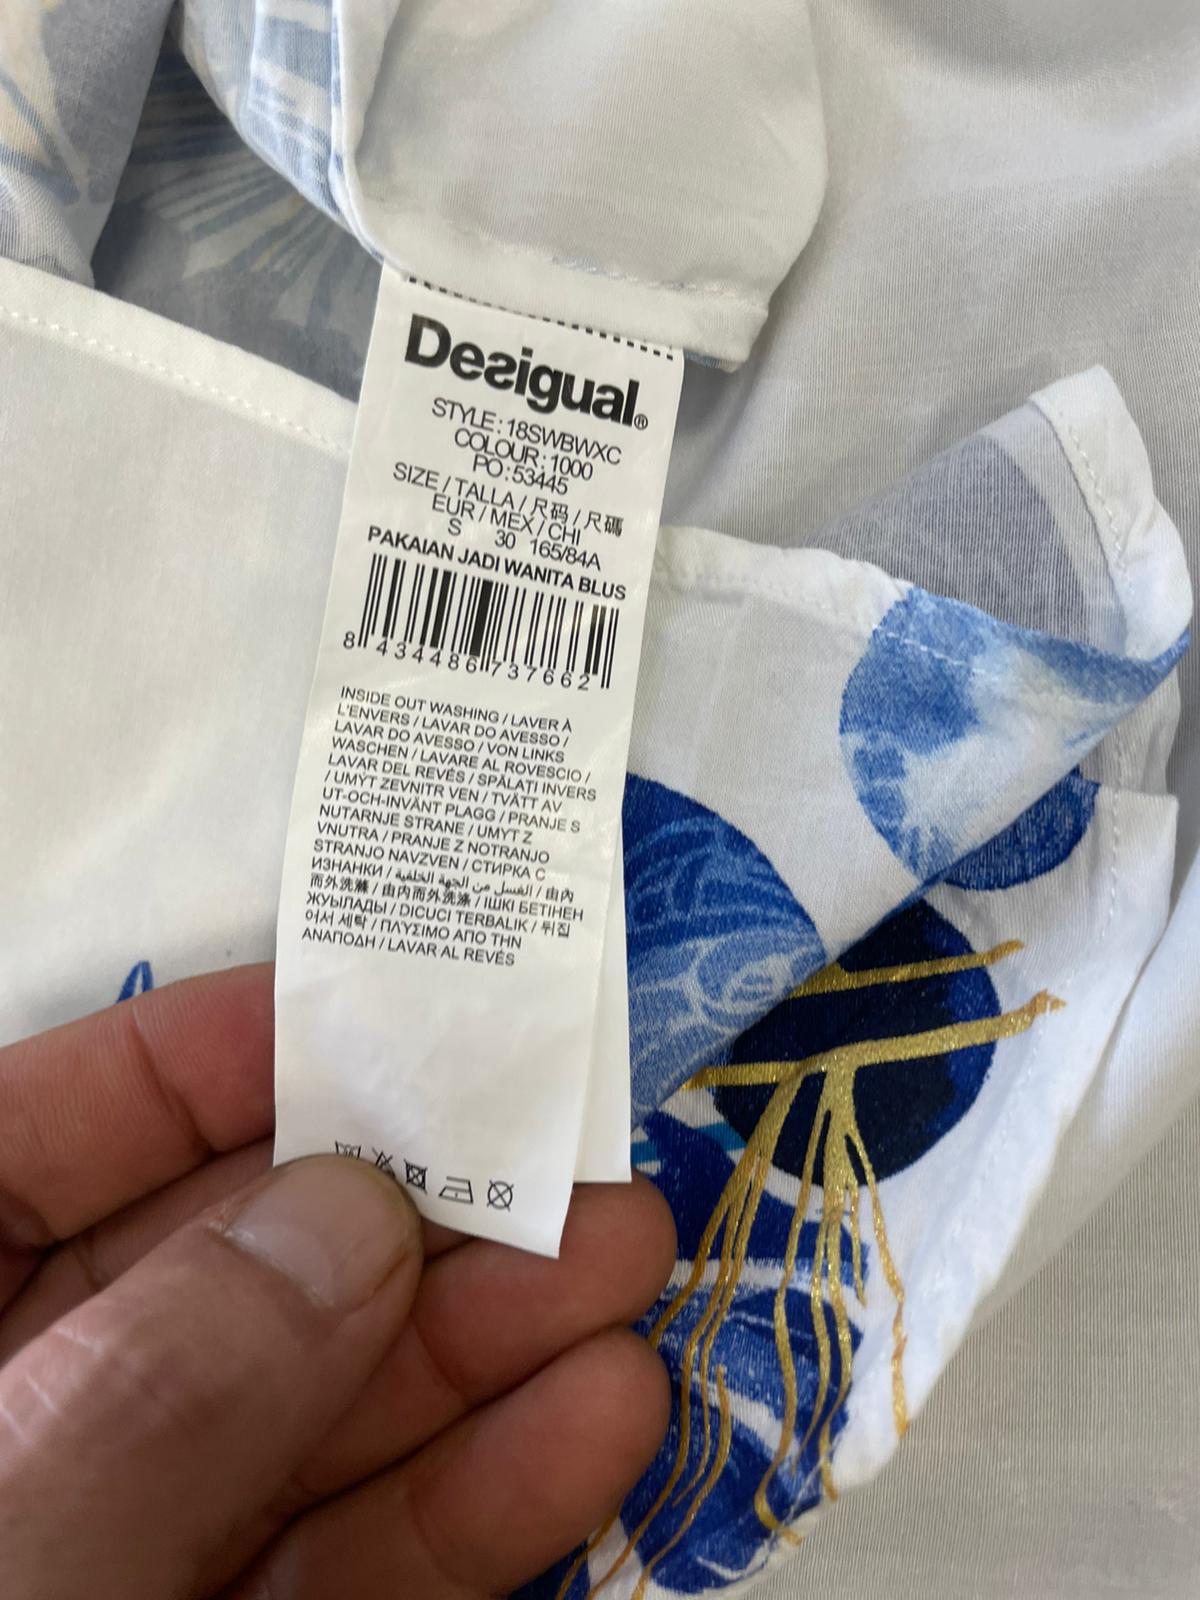 Desigual®
STYLE : 18SWBWXC
COLOUR : 1000
PO : 53445
SIZE / TALLA / 尺码 / 尺碼
EUR / MEX / CHI
S 30 165/84A
PAKAIAN JADI WANITA BLUS
8 434486 737662
INSIDE OUT WASHING / LAVER À
L'ENVERS / LAVAR DO AVESSO /
LAVAR DO AVESSO / VON LINKS
WASCHEN / LAVARE AL ROVESCIO /
LAVAR DEL REVÉS / SPĂLAȚI INVERS
/ UMÝT ZEVNITR VEN / TVÄTT AV
UT-OCH-INVÄNT PLAGG / PRANJE S
NUTARNJE STRANE / UMYT Z
VNUTRA / PRANJE Z NOTRANJO
STRANJO NAVZVEN / СТИРКА С
ИЗНАНКИ / الغسل من الجهة الخلفية / 由內
而外洗滌 / 由内而外洗涤 / ІШКІ БЕТІНЕН
ЖУЫЛАДЫ / DICUCI TERBALIK / 뒤집
어서 세탁 / ΠΛΥΣΙΜΟ ΑΠΟ ΤΗΝ
ΑΝΑΠΟΔΗ / LAVAR AL REVÉS